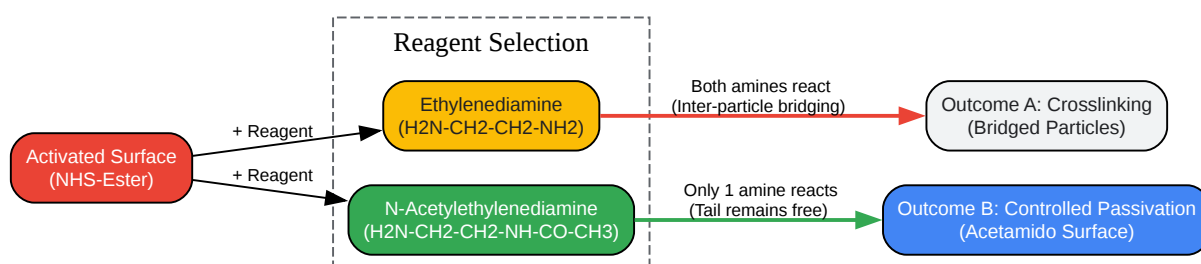 Reagent Selection
Activated Surface
(NHS-Ester)
+ Reagent
+ Reagent
Ethylenediamine
(H2N-CH2-CH2-NH2)
Both amines react
(Inter-particle bridging)
Outcome A: Crosslinking
(Bridged Particles)
N-Acetylethylenediamine
(H2N-CH2-CH2-NH-CO-CH3)
Only 1 amine reacts
(Tail remains free)
Outcome B: Controlled Passivation
(Acetamido Surface)